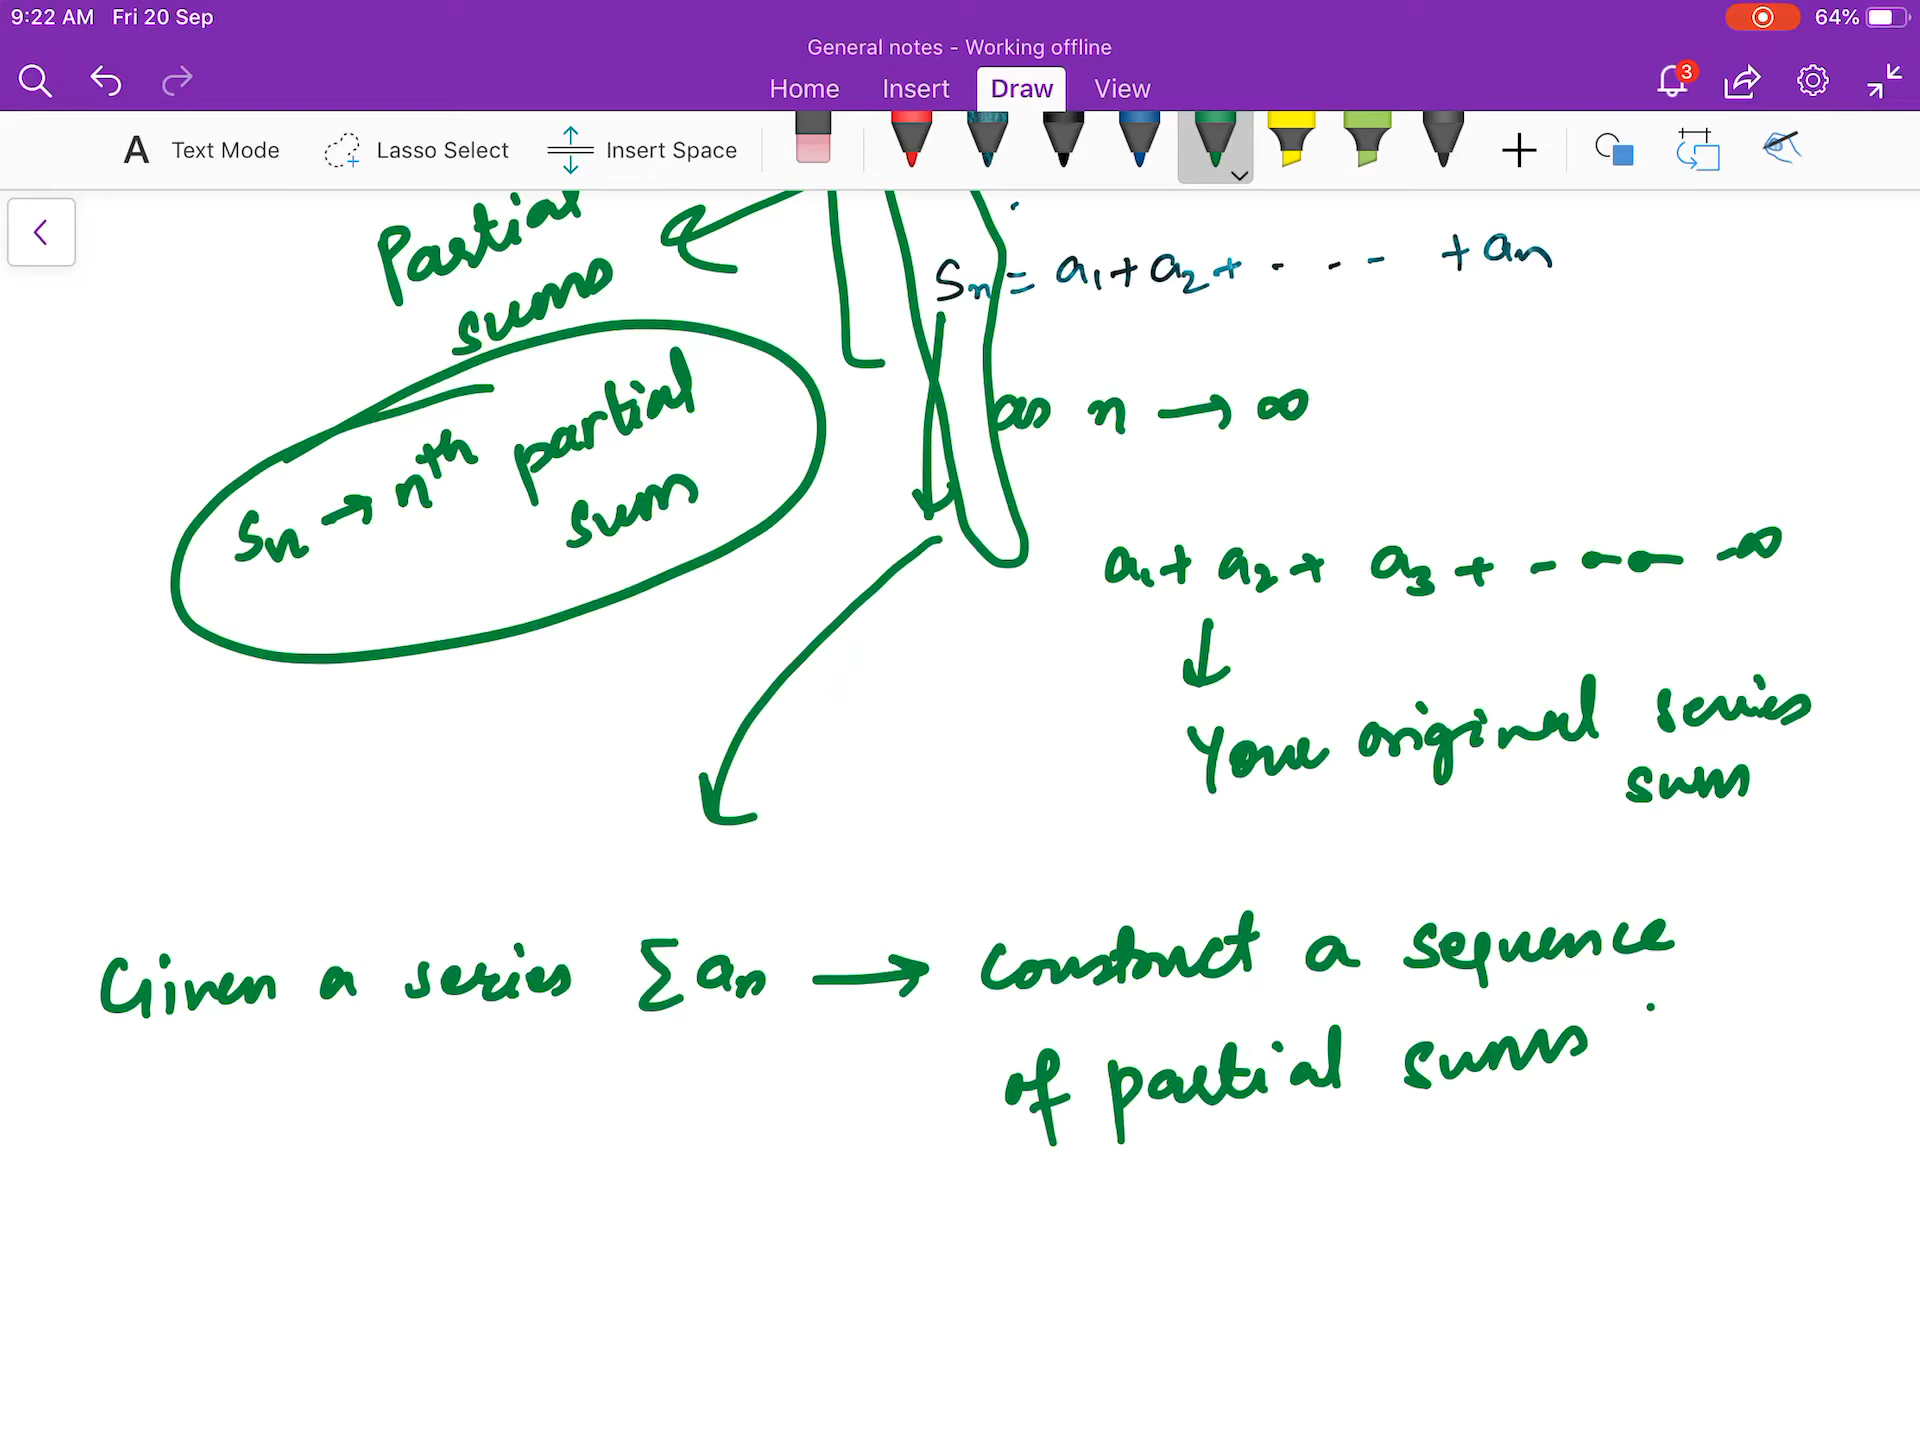 9:22 AM Fri 20 Sep
64%
General notes - Working offline
Home Insert Draw View
3
A Text Mode Lasso Select Insert Space
Partial
sums
Sn = a1 + a2 + - - - + an
as n → ∞
Sn → nth partial
sum
a1 + a2 + a3 + - - - - ∞
↓
Your original series
sum
Given a series Σ an → construct a sequence
of partial sums .